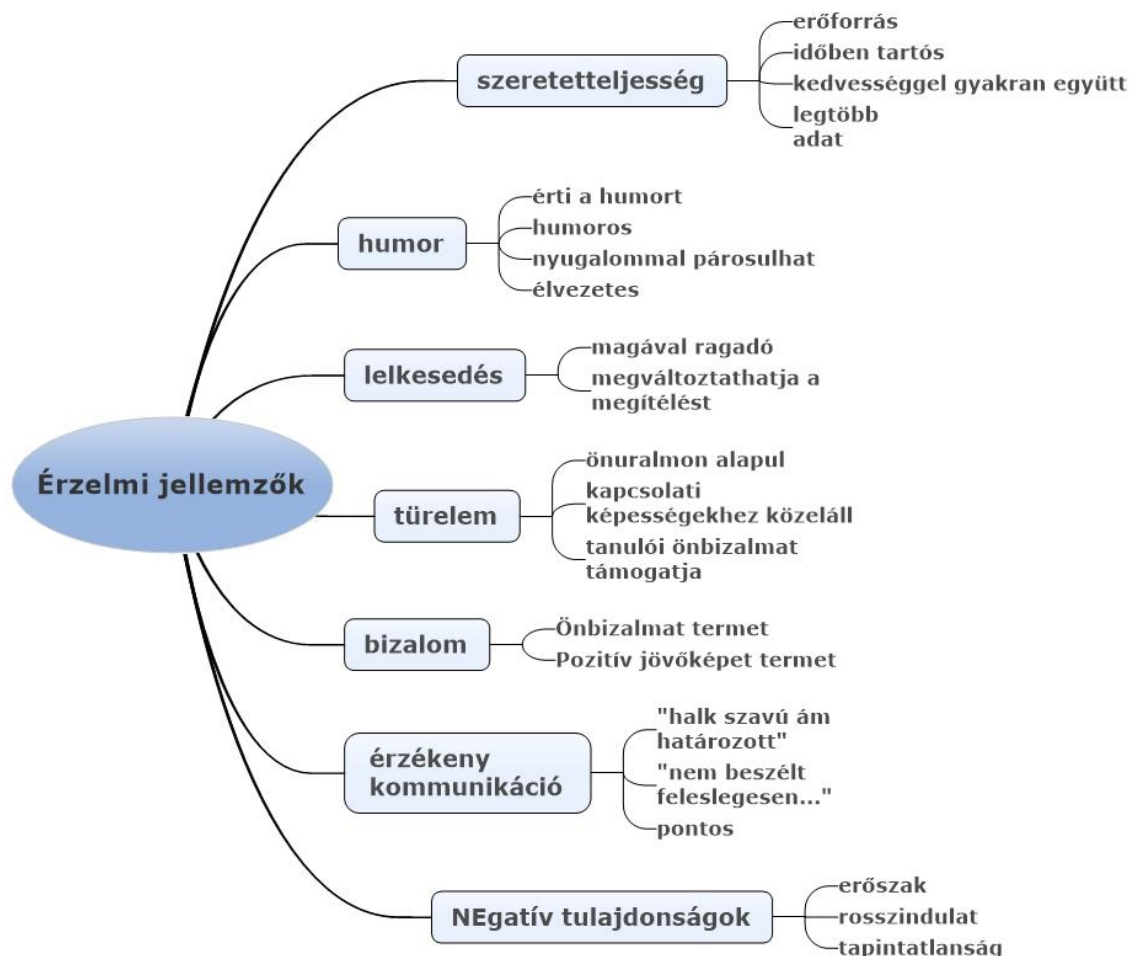 Érzelmi jellemzők
szeretetteljesség
erőforrás
időben tartós
kedvességgel gyakran együtt
legtöbb
adat
humor
érti a humort
humoros
nyugalommal párosulhat
élvezetes
lelkesedés
magával ragadó
megváltoztathatja a
megítélést
türelem
önuralmon alapul
kapcsolati
képességekhez közeláll
tanulói önbizalmat
támogatja
bizalom
Önbizalmat termet
Pozitív jövőképet termet
érzékeny
kommunikáció
"halk szavú ám
határozott"
"nem beszélt
feleslegesen..."
pontos
NEgatív tulajdonságok
erőszak
rosszindulat
tapintatlanság